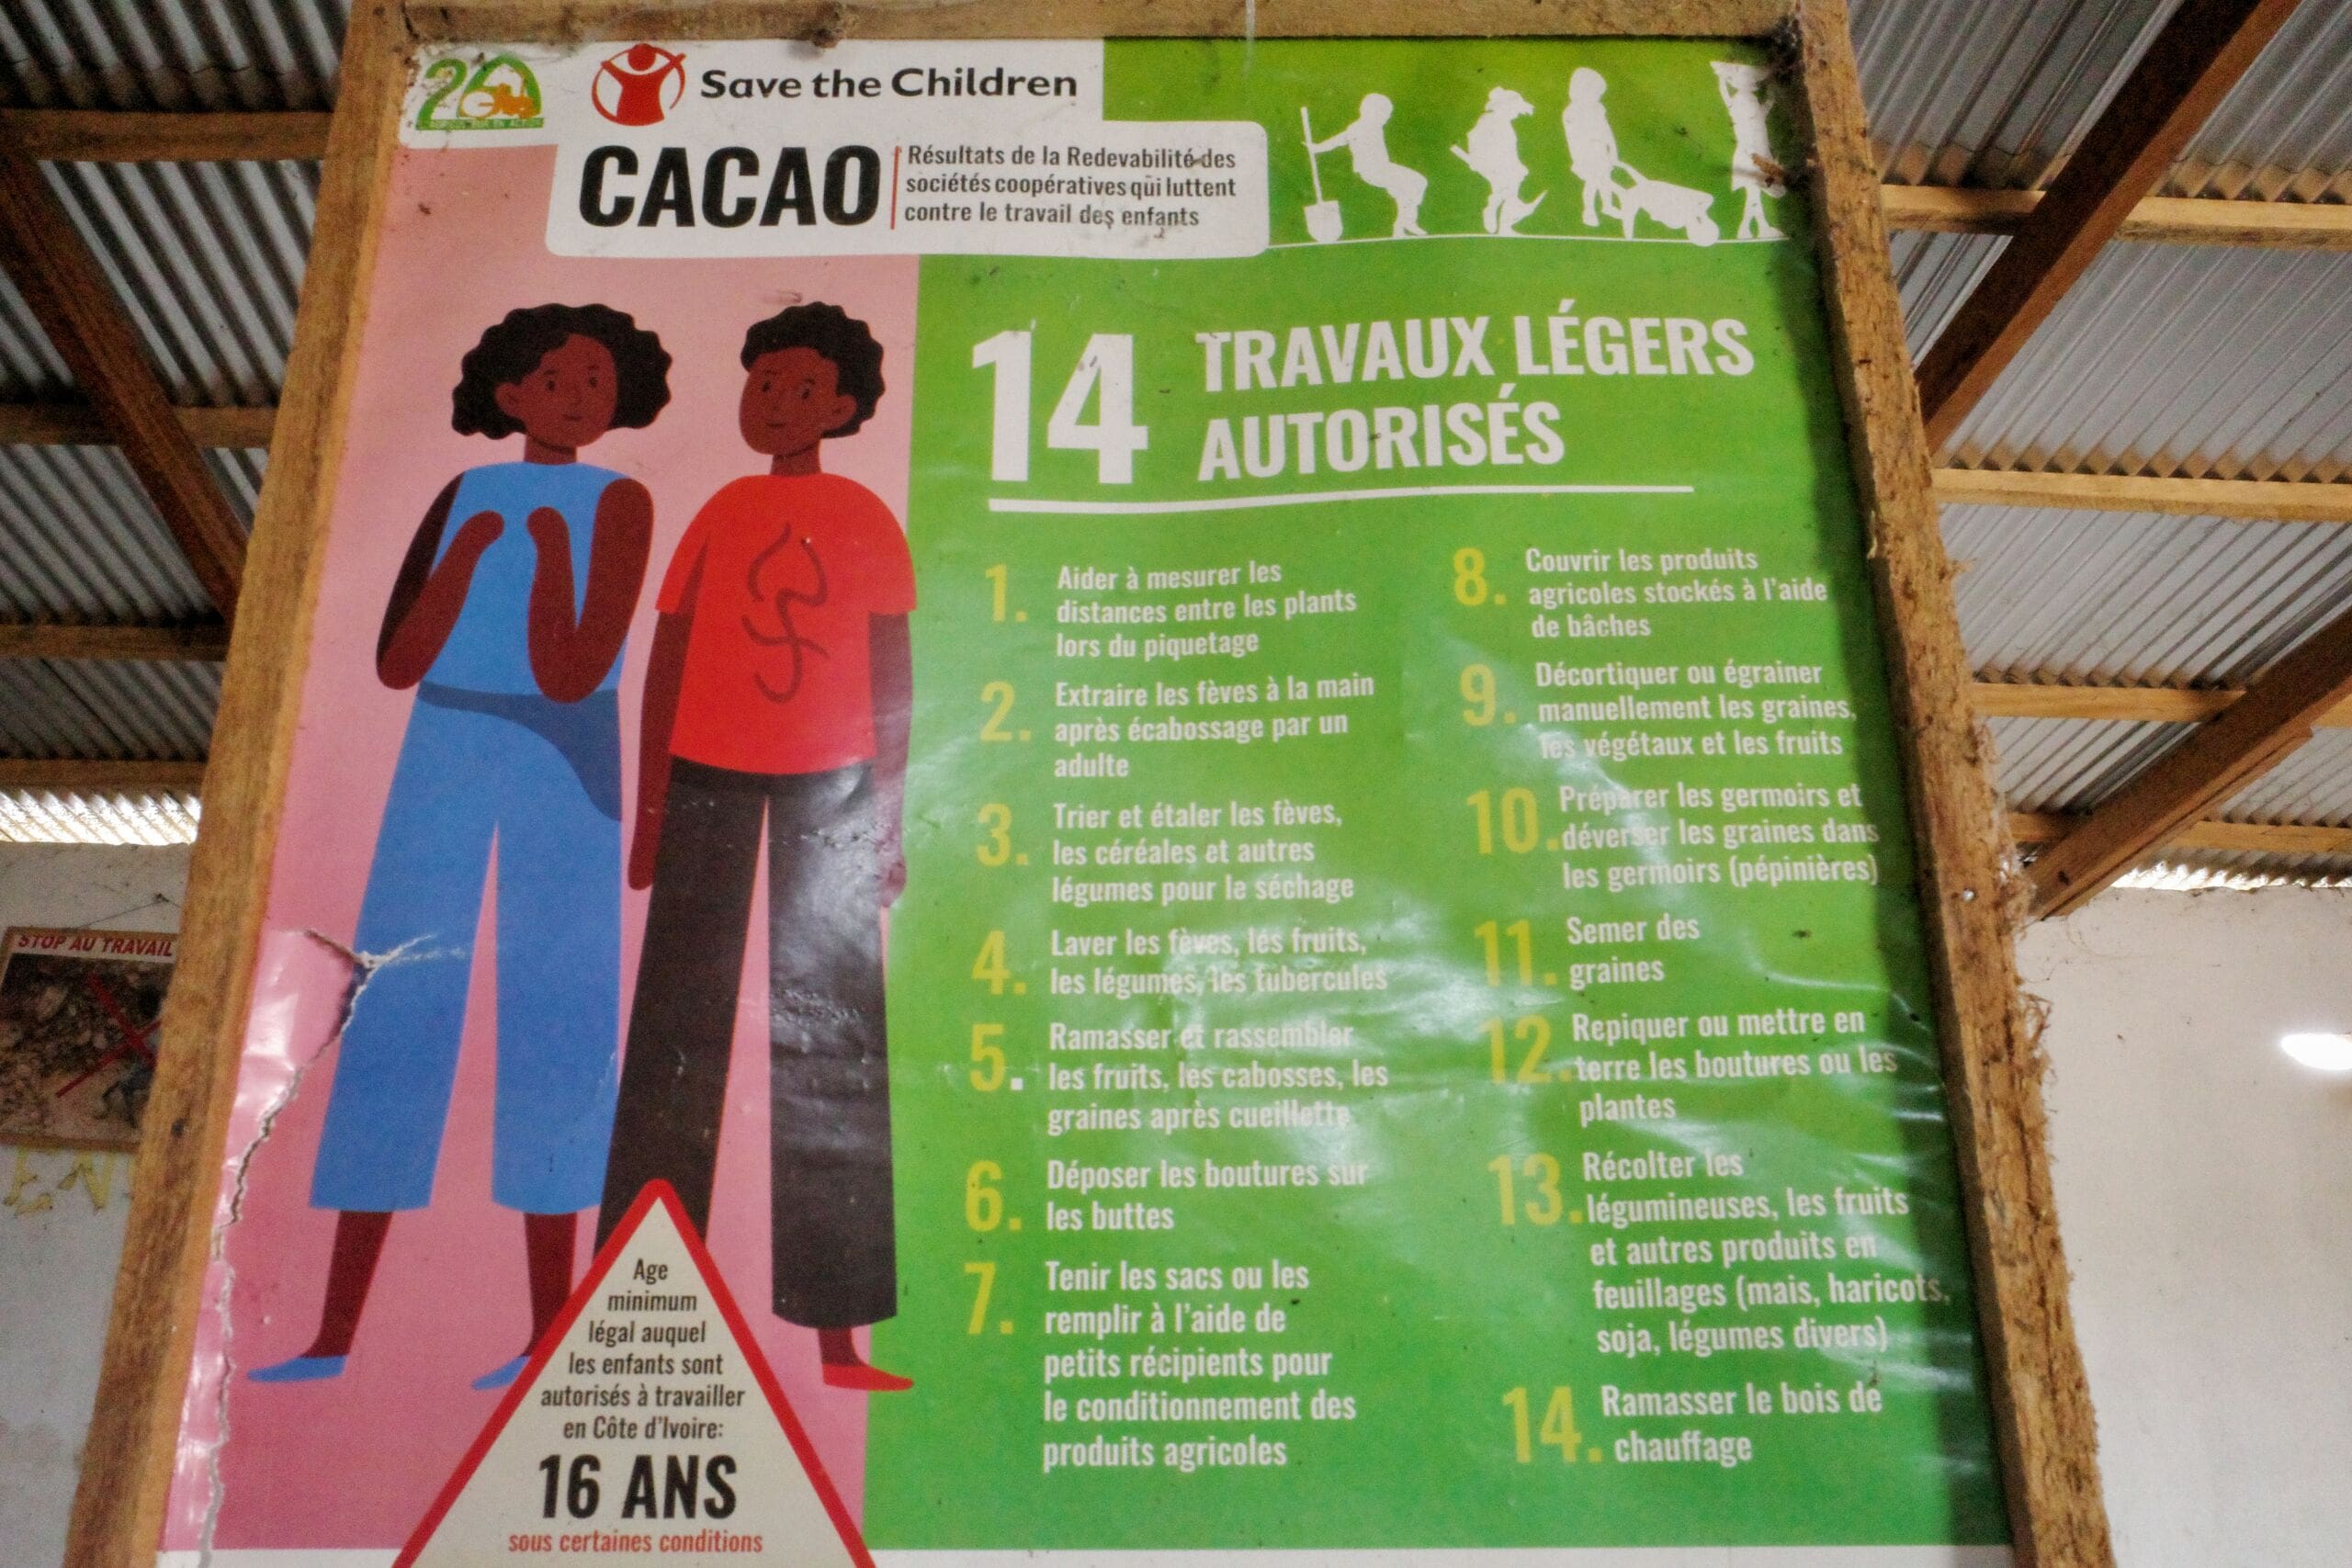 Save the Children
CACAO
Résultats de la Redevabilité des
sociétés coopératives qui luttent
contre le travail des enfants
14
TRAVAUX LÉGERS
AUTORISÉS
1. Aider à mesurer les
distances entre les plants
lors du piquetage
2. Extraire les fèves à la main
après écabossage par un
adulte
3. Trier et étaler les fèves,
les céréales et autres
légumes pour le séchage
4. Laver les fèves, les fruits,
les légumes, les tubercules
5. Ramasser et rassembler
les fruits, les cabosses, les
graines après cueillette
6. Déposer les boutures sur
les buttes
7. Tenir les sacs ou les
remplir à l'aide de
petits récipients pour
le conditionnement des
produits agricoles
8. Couvrir les produits
agricoles stockés à l'aide
de bâches
9. Décortiquer ou égrainer
manuellement les graines,
les végétaux et les fruits
10. Préparer les germoirs et
déverser les graines dans
les germoirs (pépinières)
11. Semer des
graines
12. Repiquer ou mettre en
terre les boutures ou les
plantes
13. Récolter les
légumineuses, les fruits
et autres produits en
feuillages (mais, haricots,
soja, légumes divers)
14. Ramasser le bois de
chauffage
Age
minimum
légal auquel
les enfants sont
autorisés à travailler
en Côte d'Ivoire:
16 ANS
sous certaines conditions
STOP AU TRAVAIL